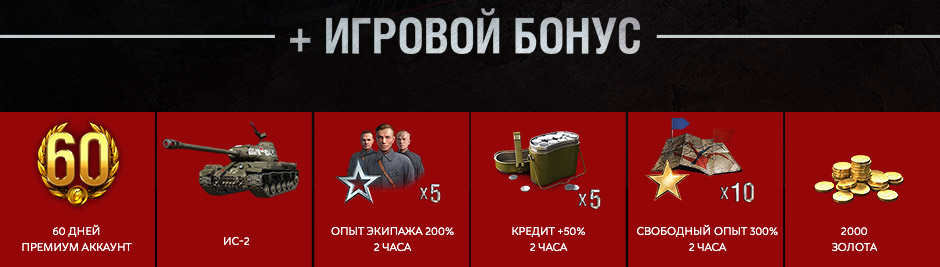 + ИГРОВОЙ БОНУС
60
60 ДНЕЙ
ПРЕМИУМ АККАУНТ
ИС-2
x5
ОПЫТ ЭКИПАЖА 200%
2 ЧАСА
x5
КРЕДИТ +50%
2 ЧАСА
x10
СВОБОДНЫЙ ОПЫТ 300%
2 ЧАСА
2000
ЗОЛОТА